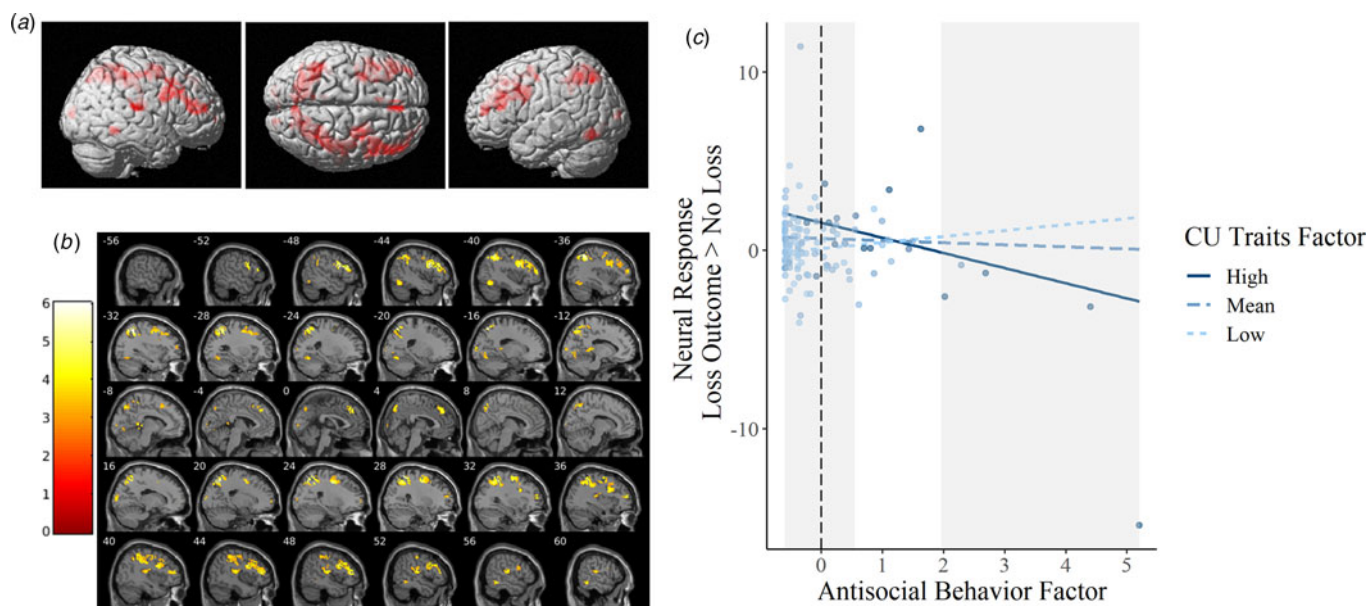 (a)
(b)
6
5
4
3
2
1
0
-56 -52 -48 -44 -40 -36
-32 -28 -24 -20 -16 -12
-8 -4 0 4 8 12
16 20 24 28 32 36
40 44 48 52 56 60
(c)
Neural Response
Loss Outcome > No Loss
10
0
-10
0 1 2 3 4 5
Antisocial Behavior Factor
CU Traits Factor
High
Mean
Low